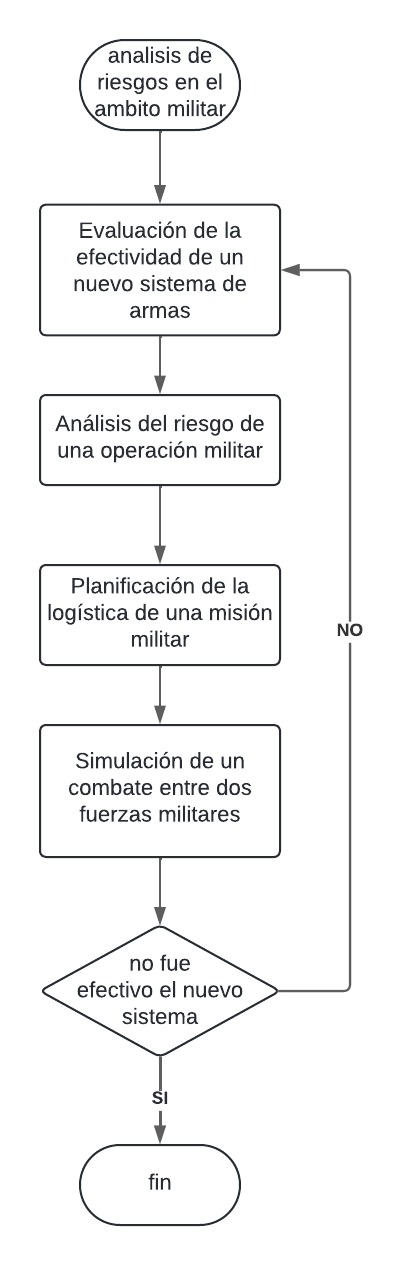 analisis de
riesgos en el
ambito militar
Evaluación de la
efectividad de un
nuevo sistema de
armas
Análisis del riesgo de
una operación militar
Planificación de la
logística de una misión
militar
NO
Simulación de un
combate entre dos
fuerzas militares
no fue
efectivo el nuevo
sistema
SI
fin